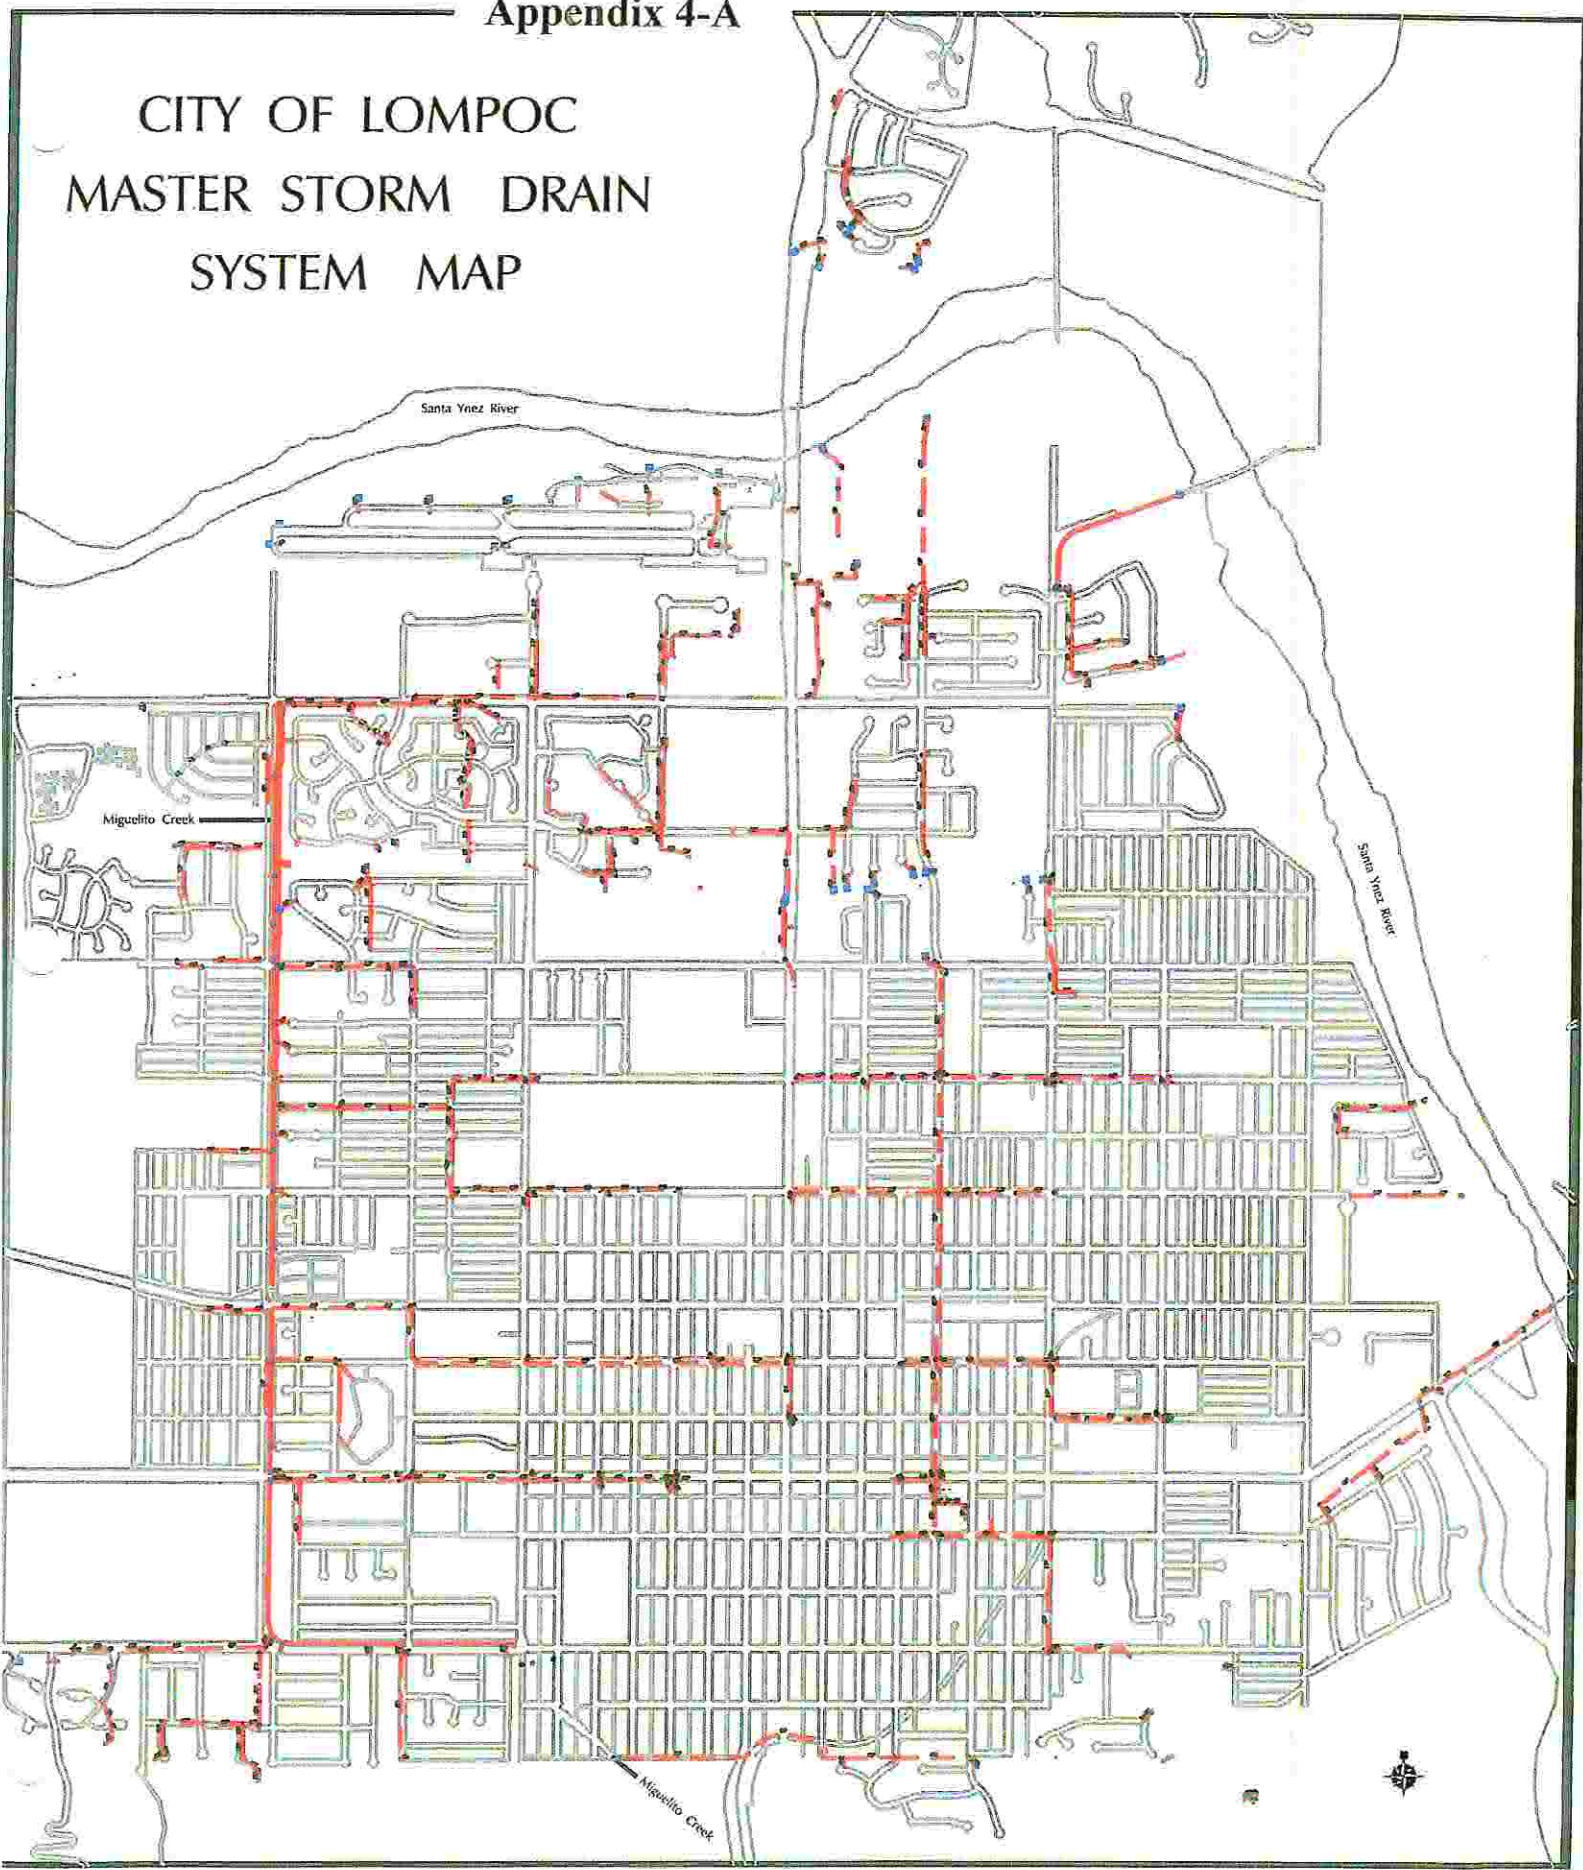 Appendix 4-A
CITY OF LOMPOC
MASTER STORM DRAIN
SYSTEM MAP
Santa Ynez River
Miguelito Creek
Santa Ynez River
Miguelito Creek